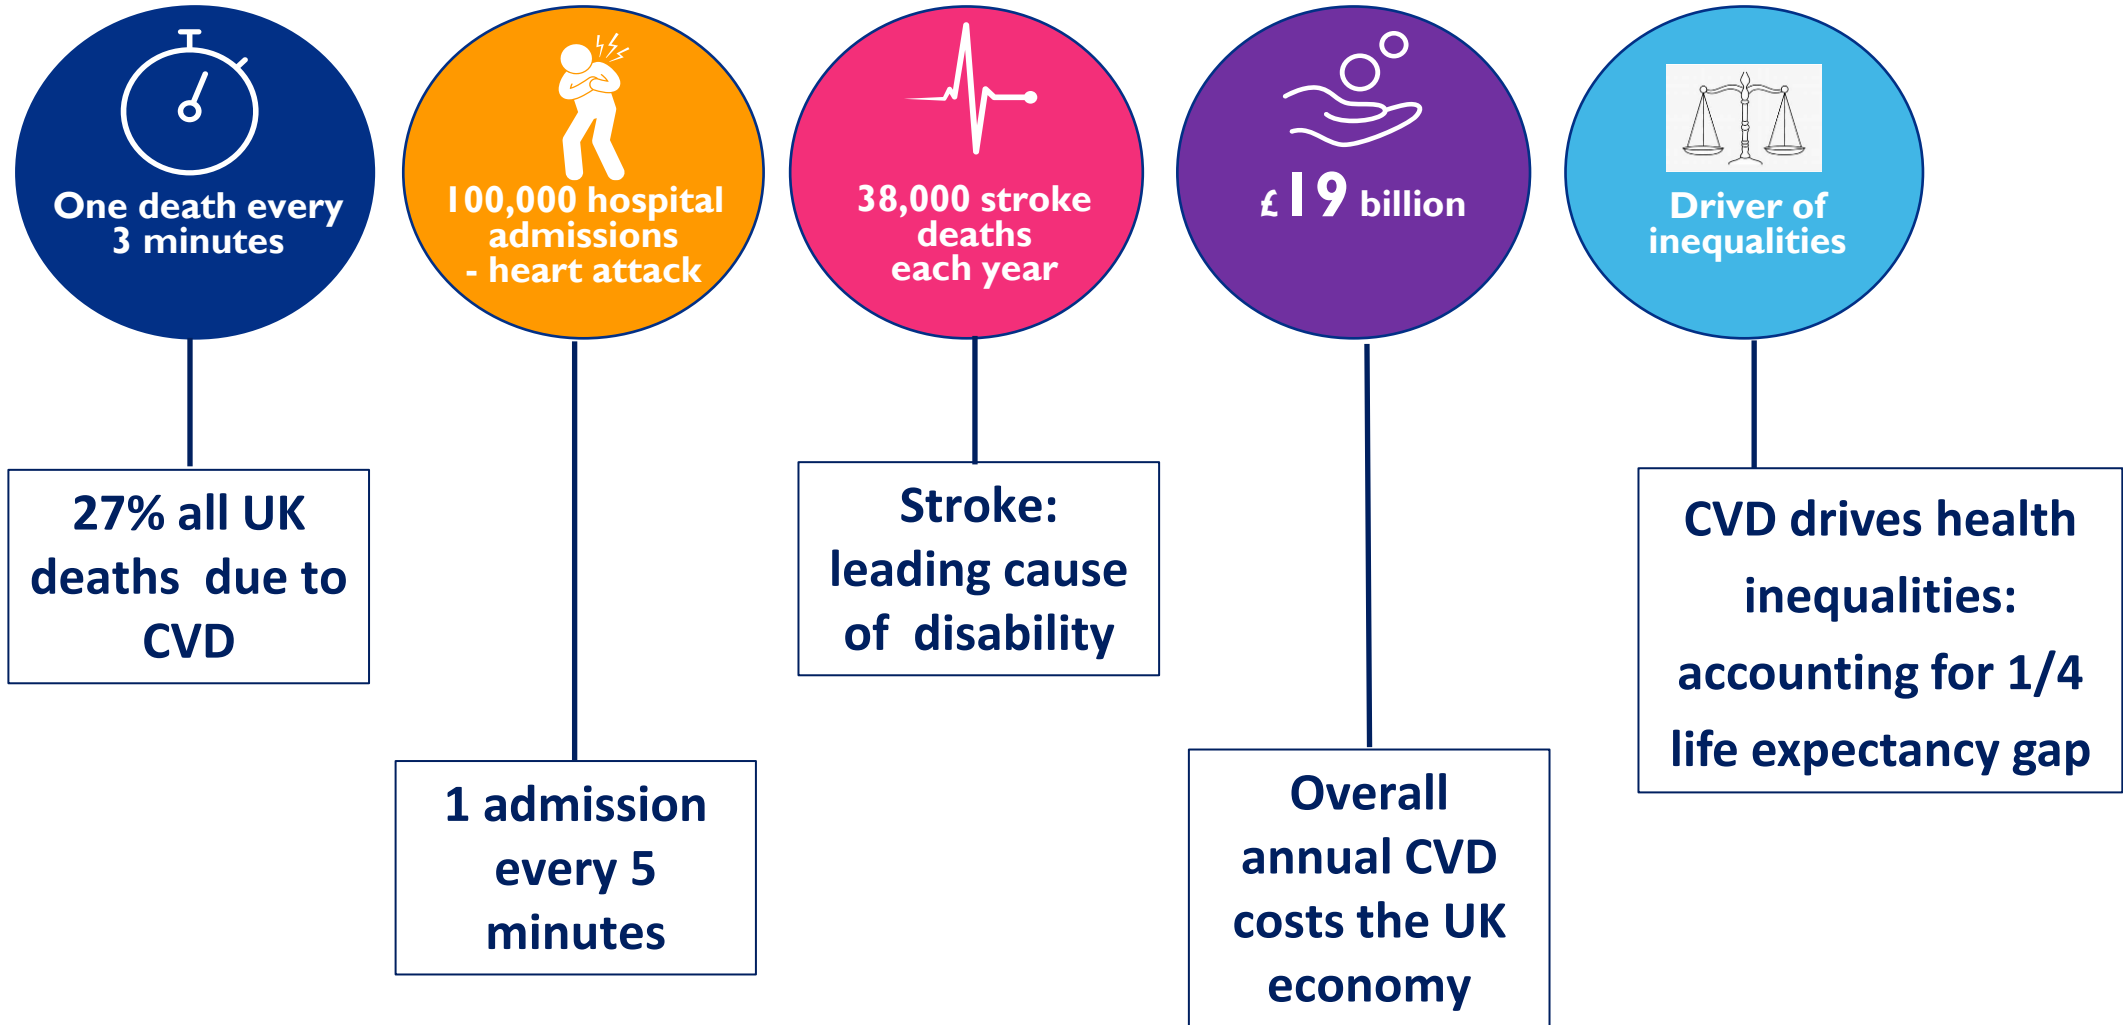 One death every
3 minutes
100,000 hospital
admissions
- heart attack
38,000 stroke
deaths
each year
£19 billion
Driver of
inequalities
27% all UK
deaths due to
CVD
1 admission
every 5
minutes
Stroke:
leading cause
of disability
Overall
annual CVD
costs the UK
economy
CVD drives health
inequalities:
accounting for 1/4
life expectancy gap